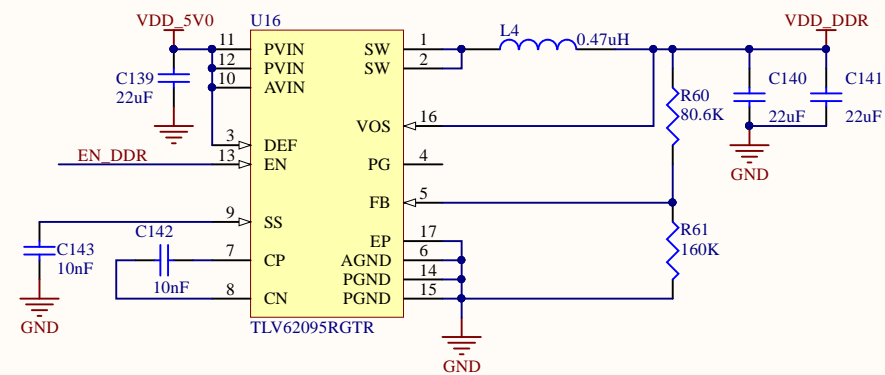 VDD_5V0
U16
L4
VDD_DDR
11 PVIN SW 1
0.47uH
12 PVIN SW 2
10 AVIN
C139
22uF
R60
80.6K
C140
22uF
C141
22uF
VOS 16
3 DEF
EN_DDR
13 EN PG 4
GND
FB 5
9 SS
C143
10nF
C142
10nF
EP 17
R61
160K
7 CP AGND 6
PGND 14
8 CN PGND 15
GND
TLV62095RGTR
GND